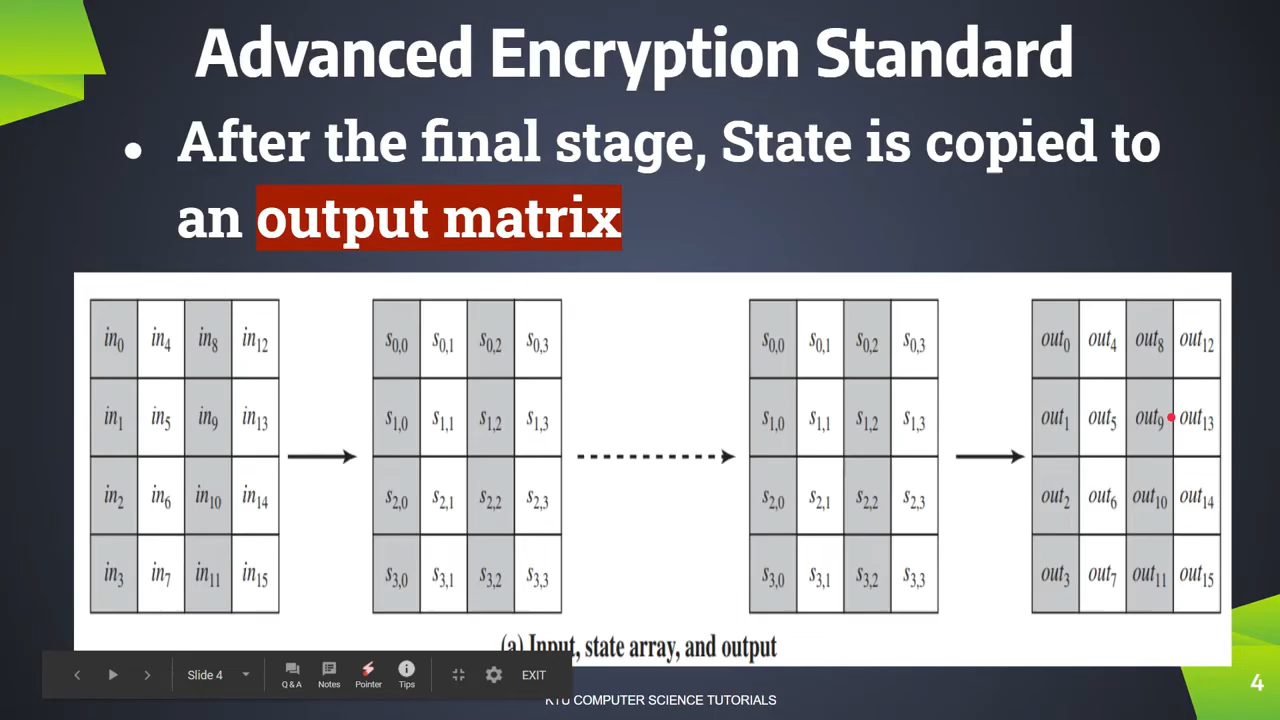 Advanced Encryption Standard
• After the final stage, State is copied to
an output matrix
in0 in4 in8 in12
in1 in5 in9 in13
in2 in6 in10 in14
in3 in7 in11 in15
s0,0 s0,1 s0,2 s0,3
s1,0 s1,1 s1,2 s1,3
s2,0 s2,1 s2,2 s2,3
s3,0 s3,1 s3,2 s3,3
s0,0 s0,1 s0,2 s0,3
s1,0 s1,1 s1,2 s1,3
s2,0 s2,1 s2,2 s2,3
s3,0 s3,1 s3,2 s3,3
out0 out4 out8 out12
out1 out5 out9 out13
out2 out6 out10 out14
out3 out7 out11 out15
(a) Input, state array, and output
Slide 4 Q & A Notes Pointer Tips EXIT
KTU COMPUTER SCIENCE TUTORIALS
4